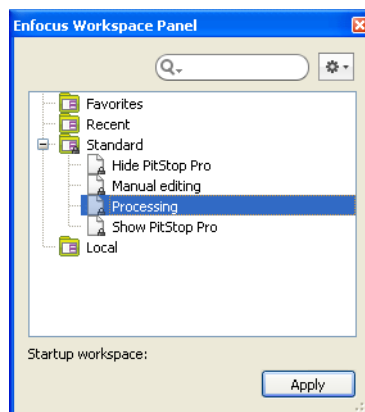 Enfocus Workspace Panel
Favorites
Recent
Standard
Hide PitStop Pro
Manual editing
Processing
Show PitStop Pro
Local
Startup workspace:
Apply